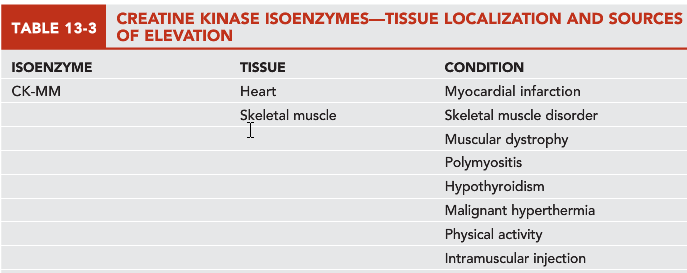 TABLE 13-3
CREATINE KINASE ISOENZYMES—TISSUE LOCALIZATION AND SOURCES
OF ELEVATION
ISOENZYME TISSUE CONDITION
CK-MM Heart Myocardial infarction
Skeletal muscle Skeletal muscle disorder
Muscular dystrophy
Polymyositis
Hypothyroidism
Malignant hyperthermia
Physical activity
Intramuscular injection